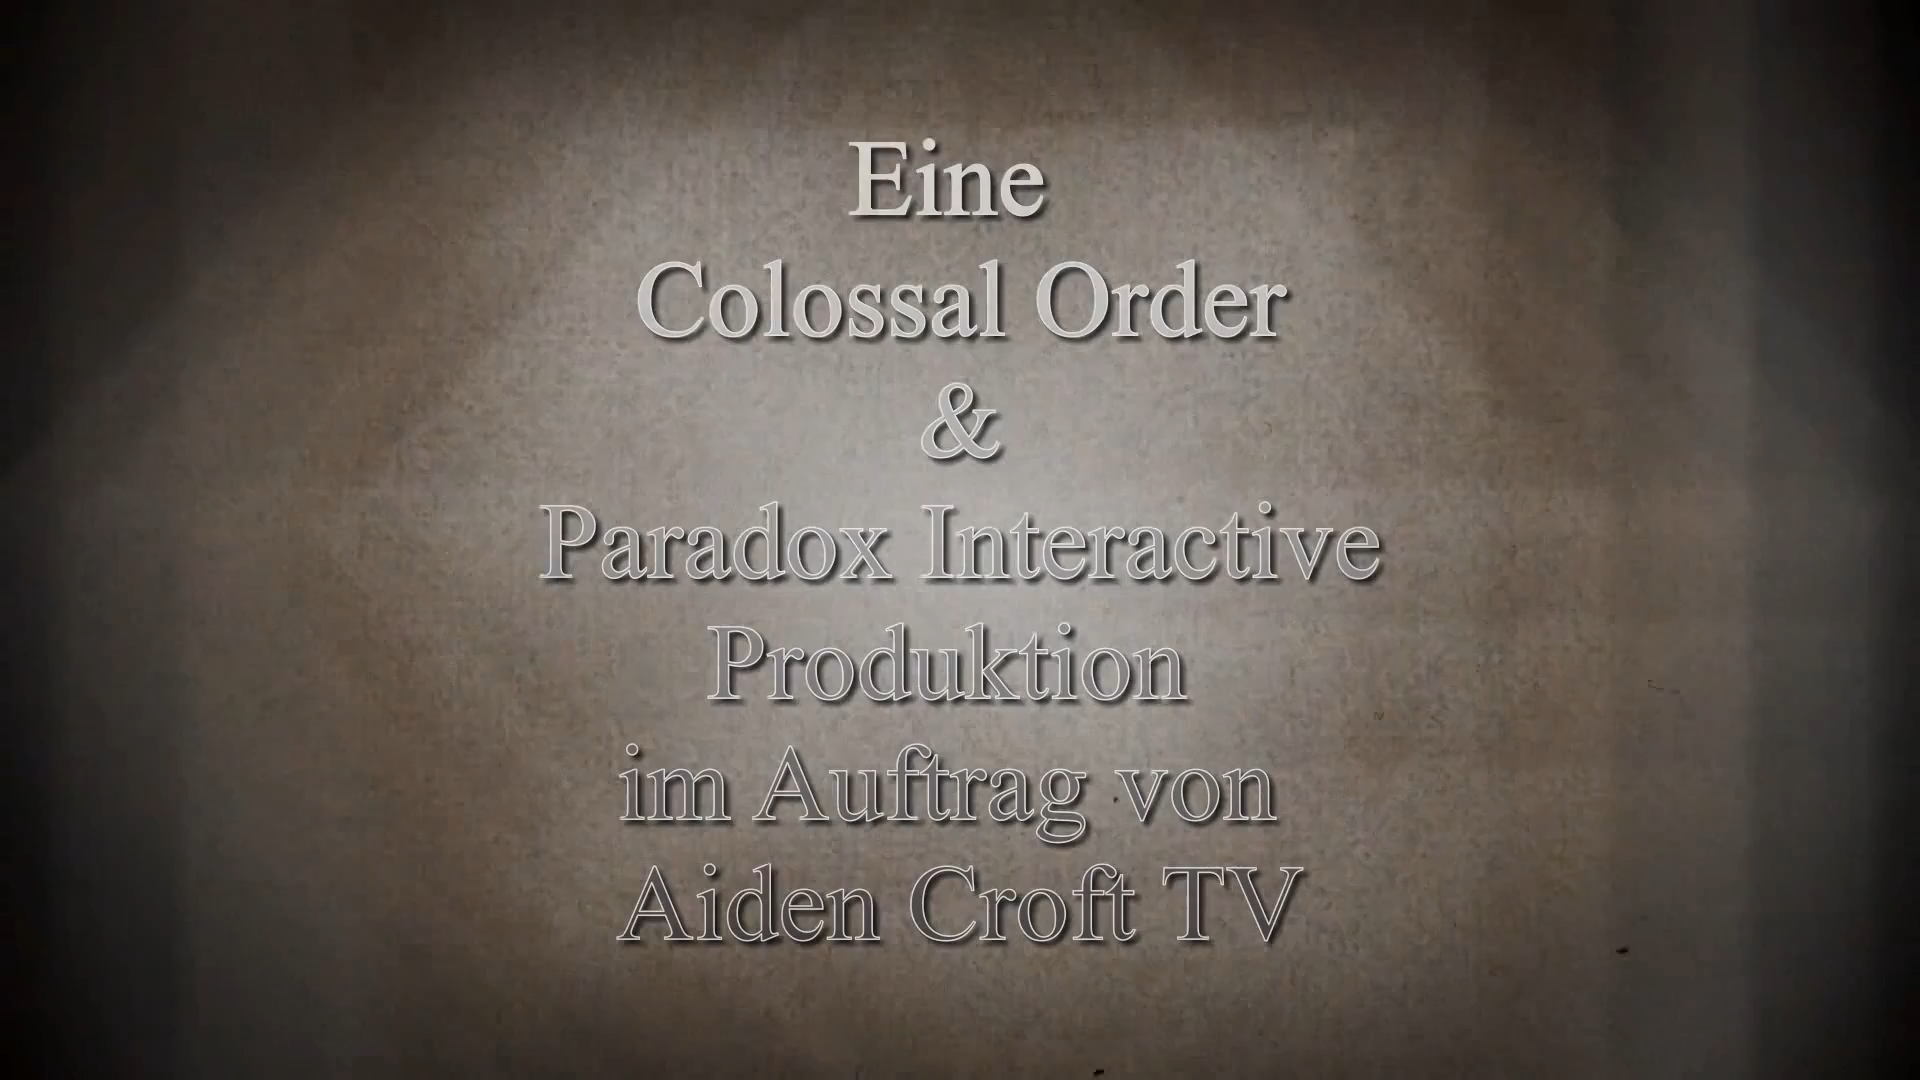 Eine
Colossal Order
&
Paradox Interactive
Produktion
im Auftrag von
Aiden Croft TV